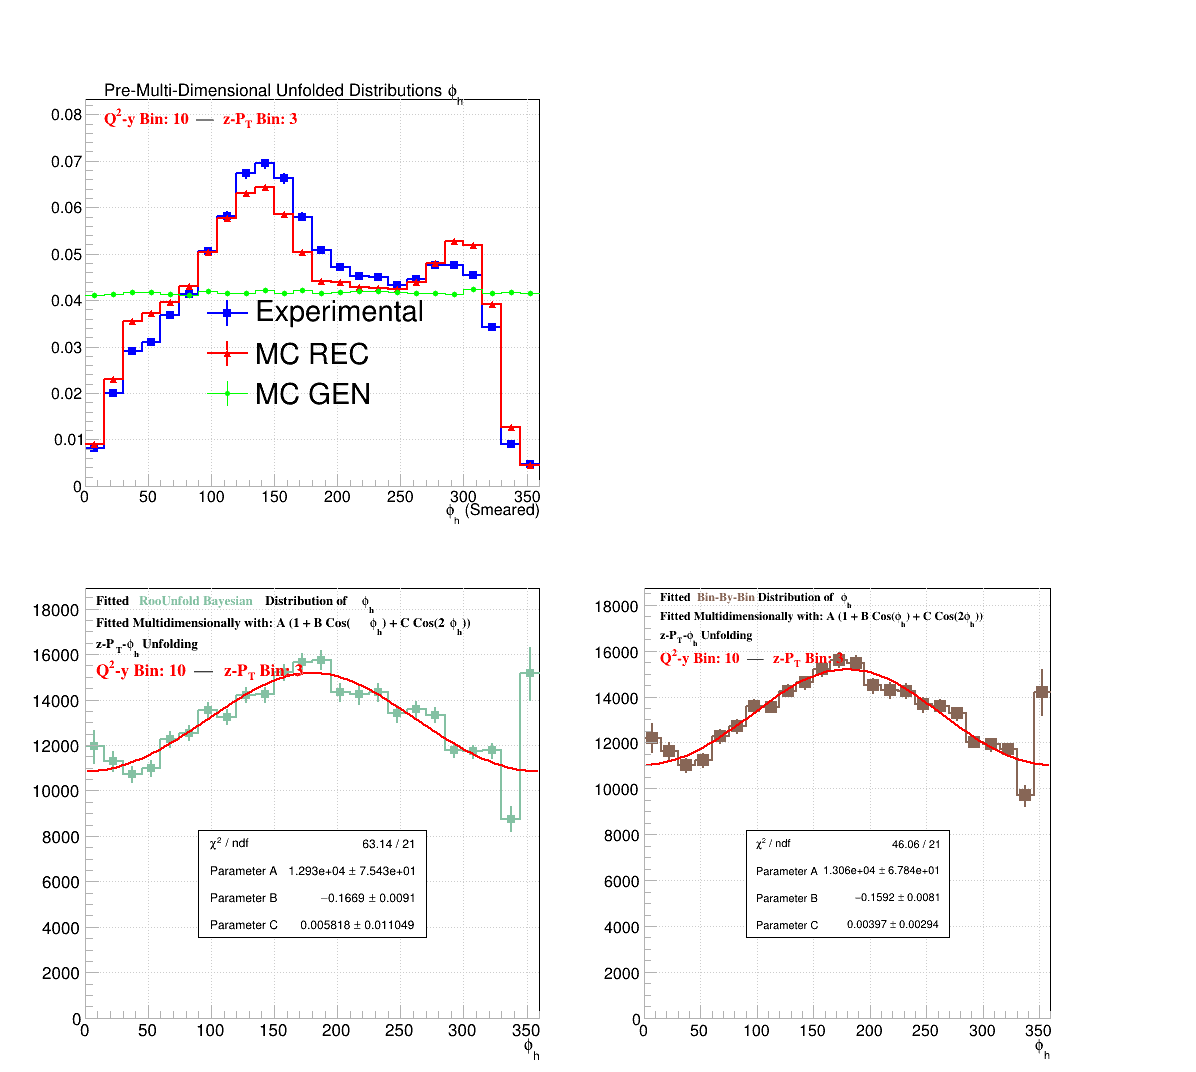 Pre-Multi-Dimensional Unfolded Distributions ϕh
Q2-y Bin: 10 — z-PT Bin: 3
0.08
0.07
0.06
0.05
0.04
0.03
0.02
0.01
0
Experimental
MC REC
MC GEN
0 50 100 150 200 250 300 350
ϕh (Smeared)
Fitted RooUnfold Bayesian Distribution of ϕh
Fitted Multidimensionally with: A (1 + B Cos( ϕh) + C Cos(2 ϕh))
z-PT-ϕh Unfolding
Q2-y Bin: 10 — z-PT Bin: 3
18000
16000
14000
12000
10000
8000
6000
4000
2000
0
χ2 / ndf 63.14 / 21
Parameter A 1.293e+04 ± 7.543e+01
Parameter B −0.1669 ± 0.0091
Parameter C 0.005818 ± 0.011049
0 50 100 150 200 250 300 350
ϕh
Fitted Bin-By-Bin Distribution of ϕh
Fitted Multidimensionally with: A (1 + B Cos(ϕh) + C Cos(2ϕh))
z-PT-ϕh Unfolding
Q2-y Bin: 10 — z-PT Bin: 3
18000
16000
14000
12000
10000
8000
6000
4000
2000
0
χ2 / ndf 46.06 / 21
Parameter A 1.306e+04 ± 6.784e+01
Parameter B −0.1592 ± 0.0081
Parameter C 0.00397 ± 0.00294
0 50 100 150 200 250 300 350
ϕh